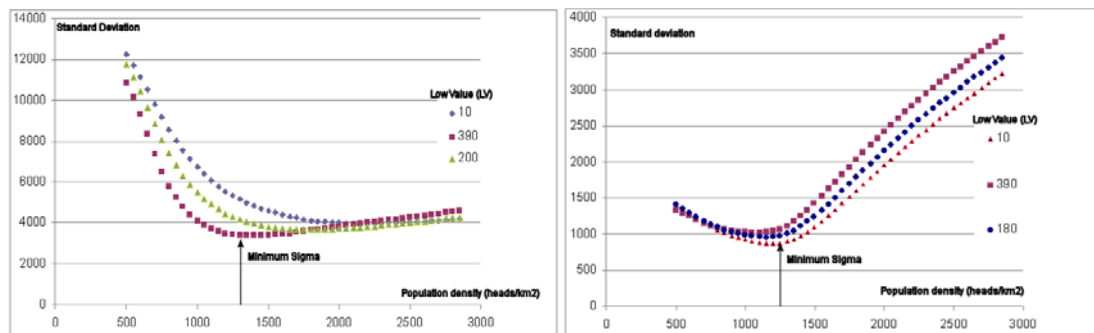 14000
Standard Deviation
12000
10000
Low Value (LV)
10
8000
390
200
6000
4000
Minimum Sigma
2000
Population density (heads/km2)
0
0 500 1000 1500 2000 2500 3000
4000
Standard deviation
3500
3000
Low Value (LV)
2500
10
2000
390
1500
180
1000
Minimum Sigma
500
Population density (heads/km2)
0
0 500 1000 1500 2000 2500 3000